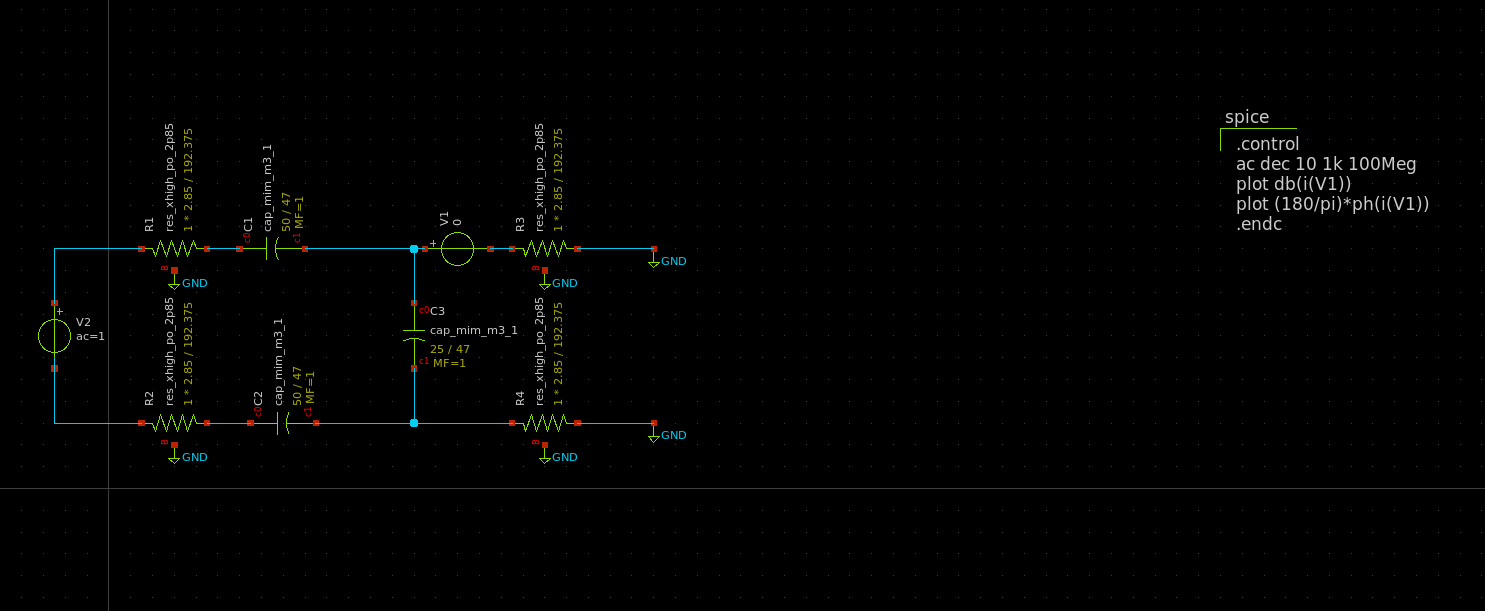 R1
res_xhigh_po_2p85
1 * 2.85 / 192.375
B
GND
c0
C1
cap_mim_m3_1
50 / 47
MF=1
c1
+
V1
0
R3
res_xhigh_po_2p85
1 * 2.85 / 192.375
B
GND
GND
+
V2
ac=1
c0
C3
cap_mim_m3_1
25 / 47
MF=1
c1
R2
res_xhigh_po_2p85
1 * 2.85 / 192.375
B
GND
c0
C2
cap_mim_m3_1
50 / 47
MF=1
c1
R4
res_xhigh_po_2p85
1 * 2.85 / 192.375
B
GND
GND
spice
.control
ac dec 10 1k 100Meg
plot db(i(V1))
plot (180/pi)*ph(i(V1))
.endc